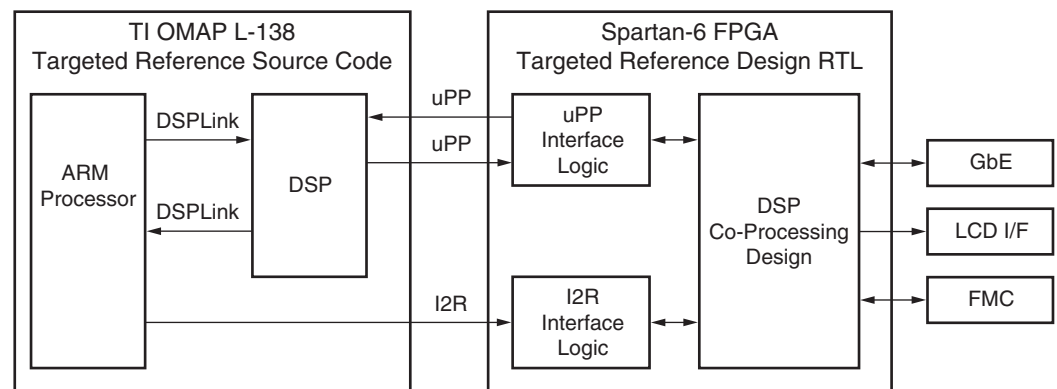 TI OMAP L-138
Targeted Reference Source Code
Spartan-6 FPGA
Targeted Reference Design RTL
ARM
Processor
DSPLink
DSPLink
DSP
uPP
uPP
I2R
uPP
Interface
Logic
I2R
Interface
Logic
DSP
Co-Processing
Design
GbE
LCD I/F
FMC